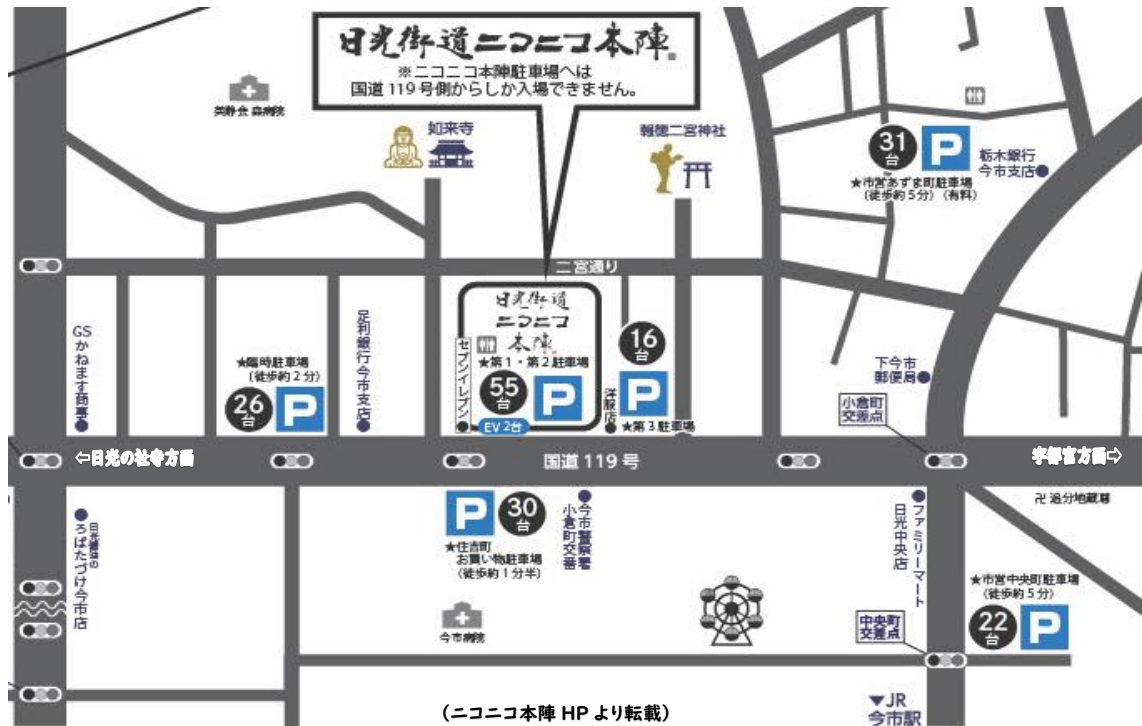 日光街道ニコニコ本陣。
※ニコニコ本陣駐車場へは
国道119号側からしか入場できません。
英静会 森病院
如来寺
報徳二宮神社
31台
P
★市営あずま町駐車場
(徒歩約5分)(有料)
栃木銀行
今市支店
二宮通り
日光街道
ニコニコ
本陣。
★第1・第2駐車場
55台
P
EV 2台
セブンイレブン
16台
P
★第3駐車場
洋服店
GSかねます商事
★臨時駐車場
(徒歩約2分)
26台
P
足利銀行今市支店
下今市
郵便局
小倉町
交差点
⇦日光の社寺方面
国道119号
宇都宮方面⇨
卍 追分地蔵尊
日光醤油の
ろばたづけ今市店
P
30台
★住吉町
お買い物駐車場
(徒歩約1分半)
今市警察署
小倉町交番
ファミリーマート
日光中央店
★市営中央町駐車場
(徒歩約5分)
22台
P
今市病院
中央町
交差点
▼JR
今市駅
(ニコニコ本陣HPより転載)